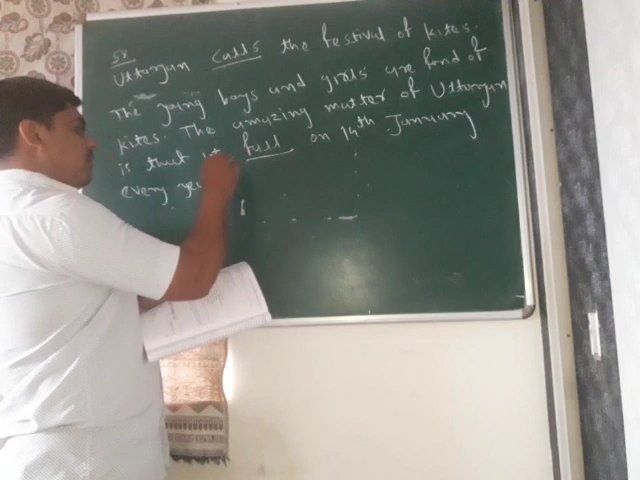 Ex
Uttarayan calls the festival of kites.
The young boys and girls are fond of
kites. The amazing matter of Uttarayan
is that it full on 14th January
every